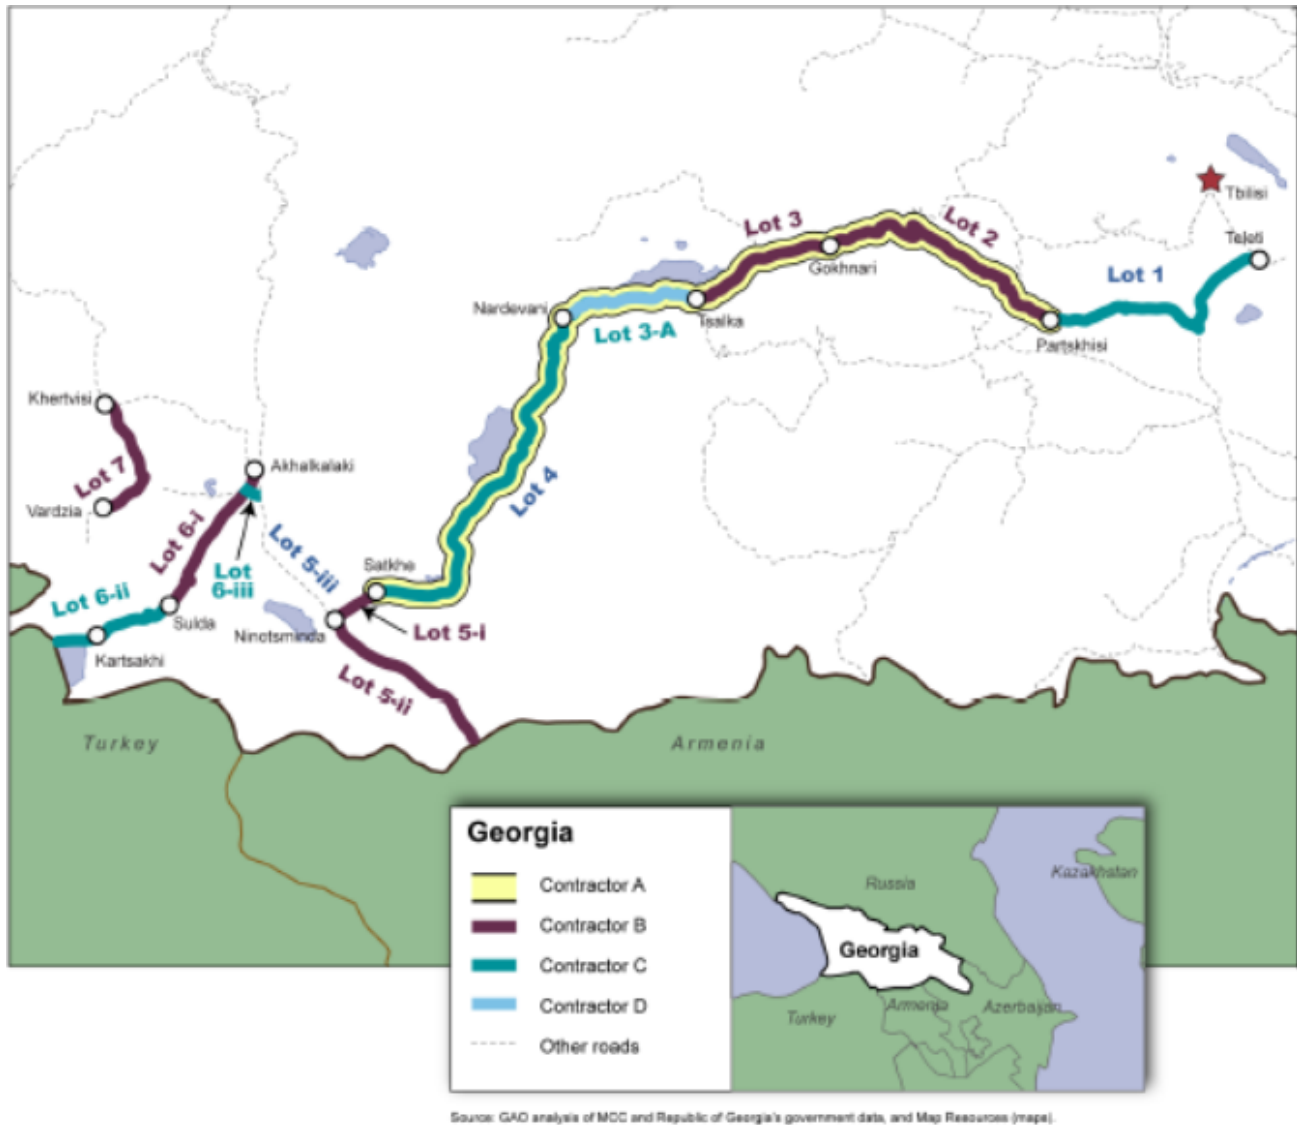 Tbilisi
Teleti
Lot 1
Lot 2
Lot 3
Gokhnari
Partskhisi
Nardevani
Tsalka
Lot 3-A
Khertvisi
Lot 7
Vardzia
Akhalkalaki
Lot 4
Lot 6-i
Lot
6-iii
Lot 5-iii
Satkhe
Lot 6-ii
Sulda
Kartsakhi
Ninotsminda
Lot 5-i
Lot 5-ii
Turkey
Armenia
Georgia
Contractor A
Contractor B
Contractor C
Contractor D
Other roads
Russia
Kazakhstan
Georgia
Turkey
Armenia
Azerbaijan
Source: GAO analysis of MCC and Republic of Georgia's government data, and Map Resources (maps).